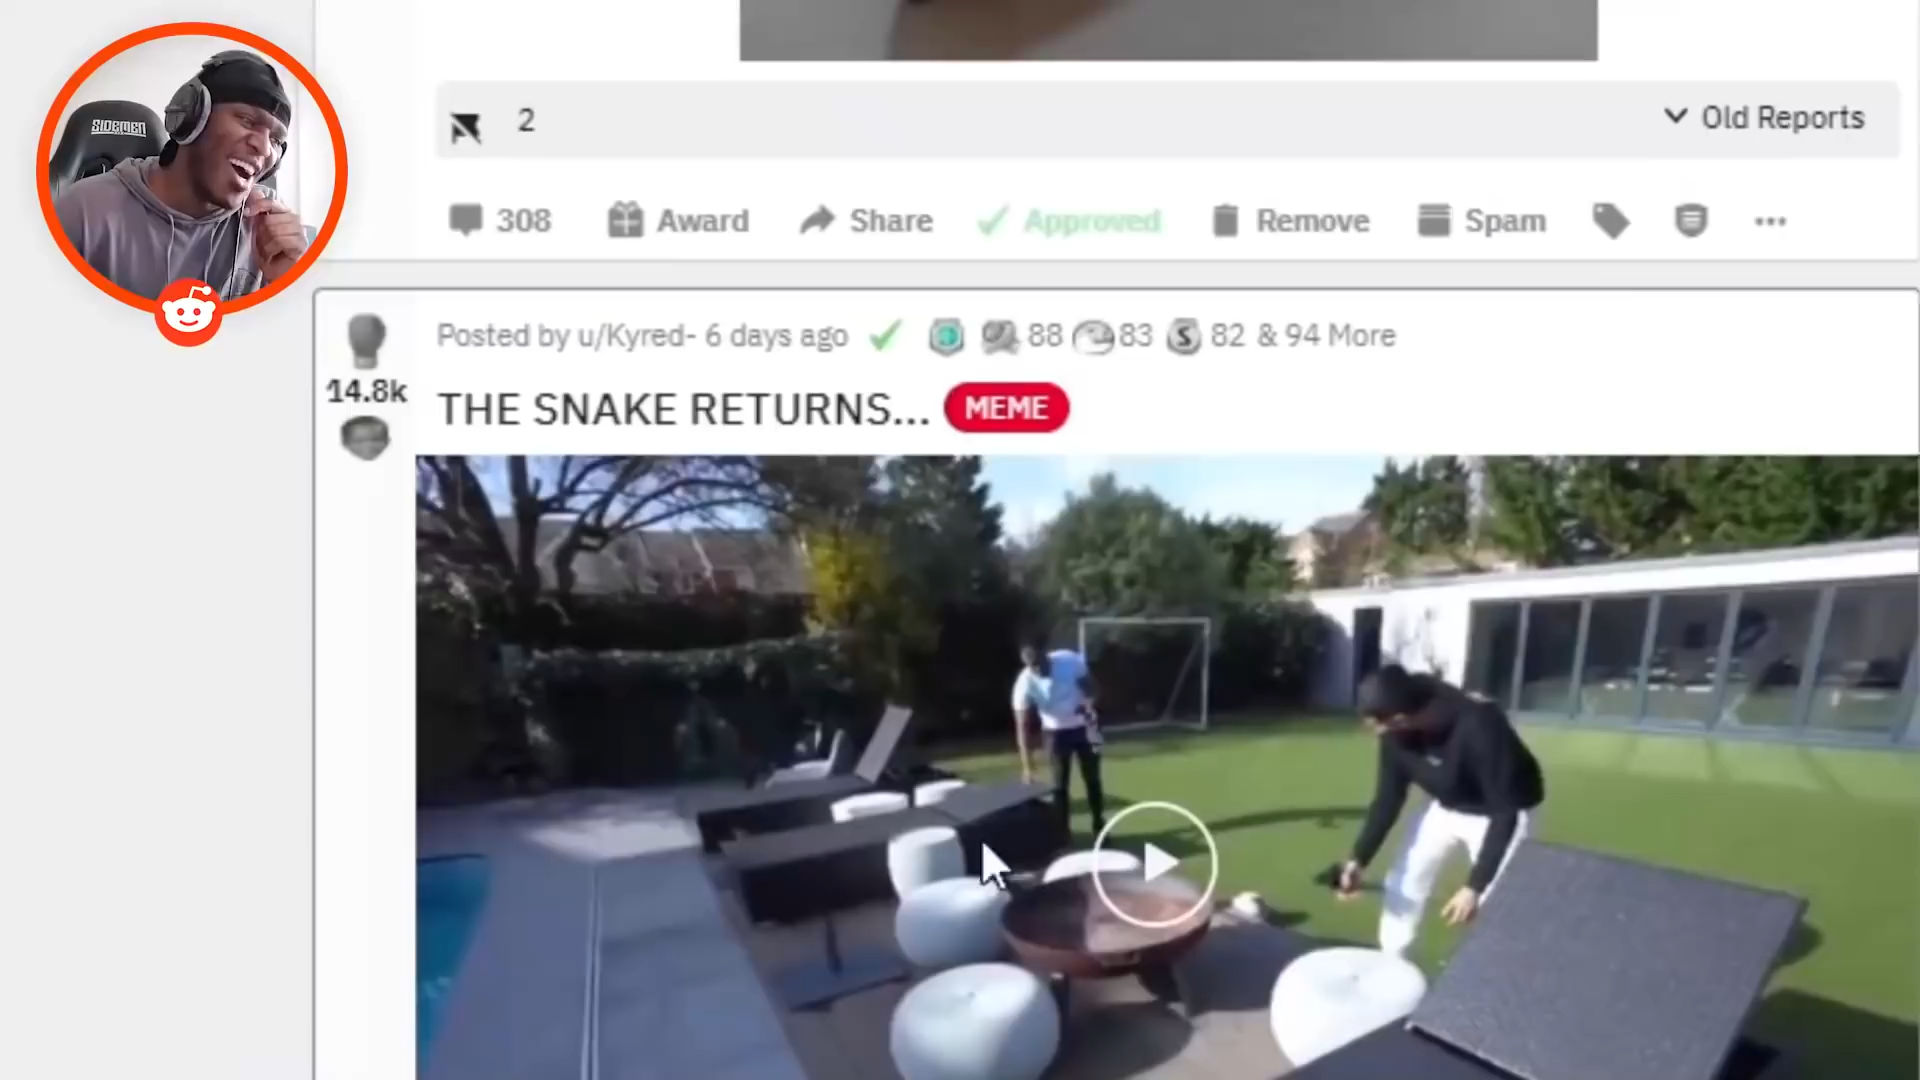 SIDEMEN
2
Old Reports
308 Award Share Approved Remove Spam
Posted by u/Kyred- 6 days ago 88 83 82 & 94 More
14.8k
THE SNAKE RETURNS... MEME